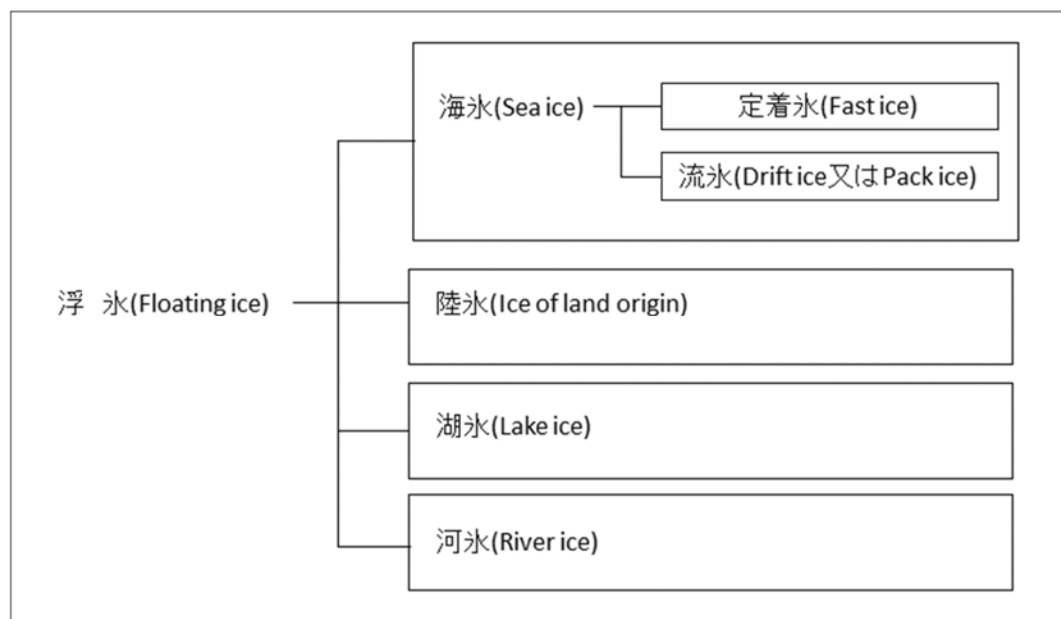 海氷(Sea ice)
定着氷(Fast ice)
流氷(Drift ice又はPack ice)
浮 氷(Floating ice)
陸氷(Ice of land origin)
湖氷(Lake ice)
河氷(River ice)